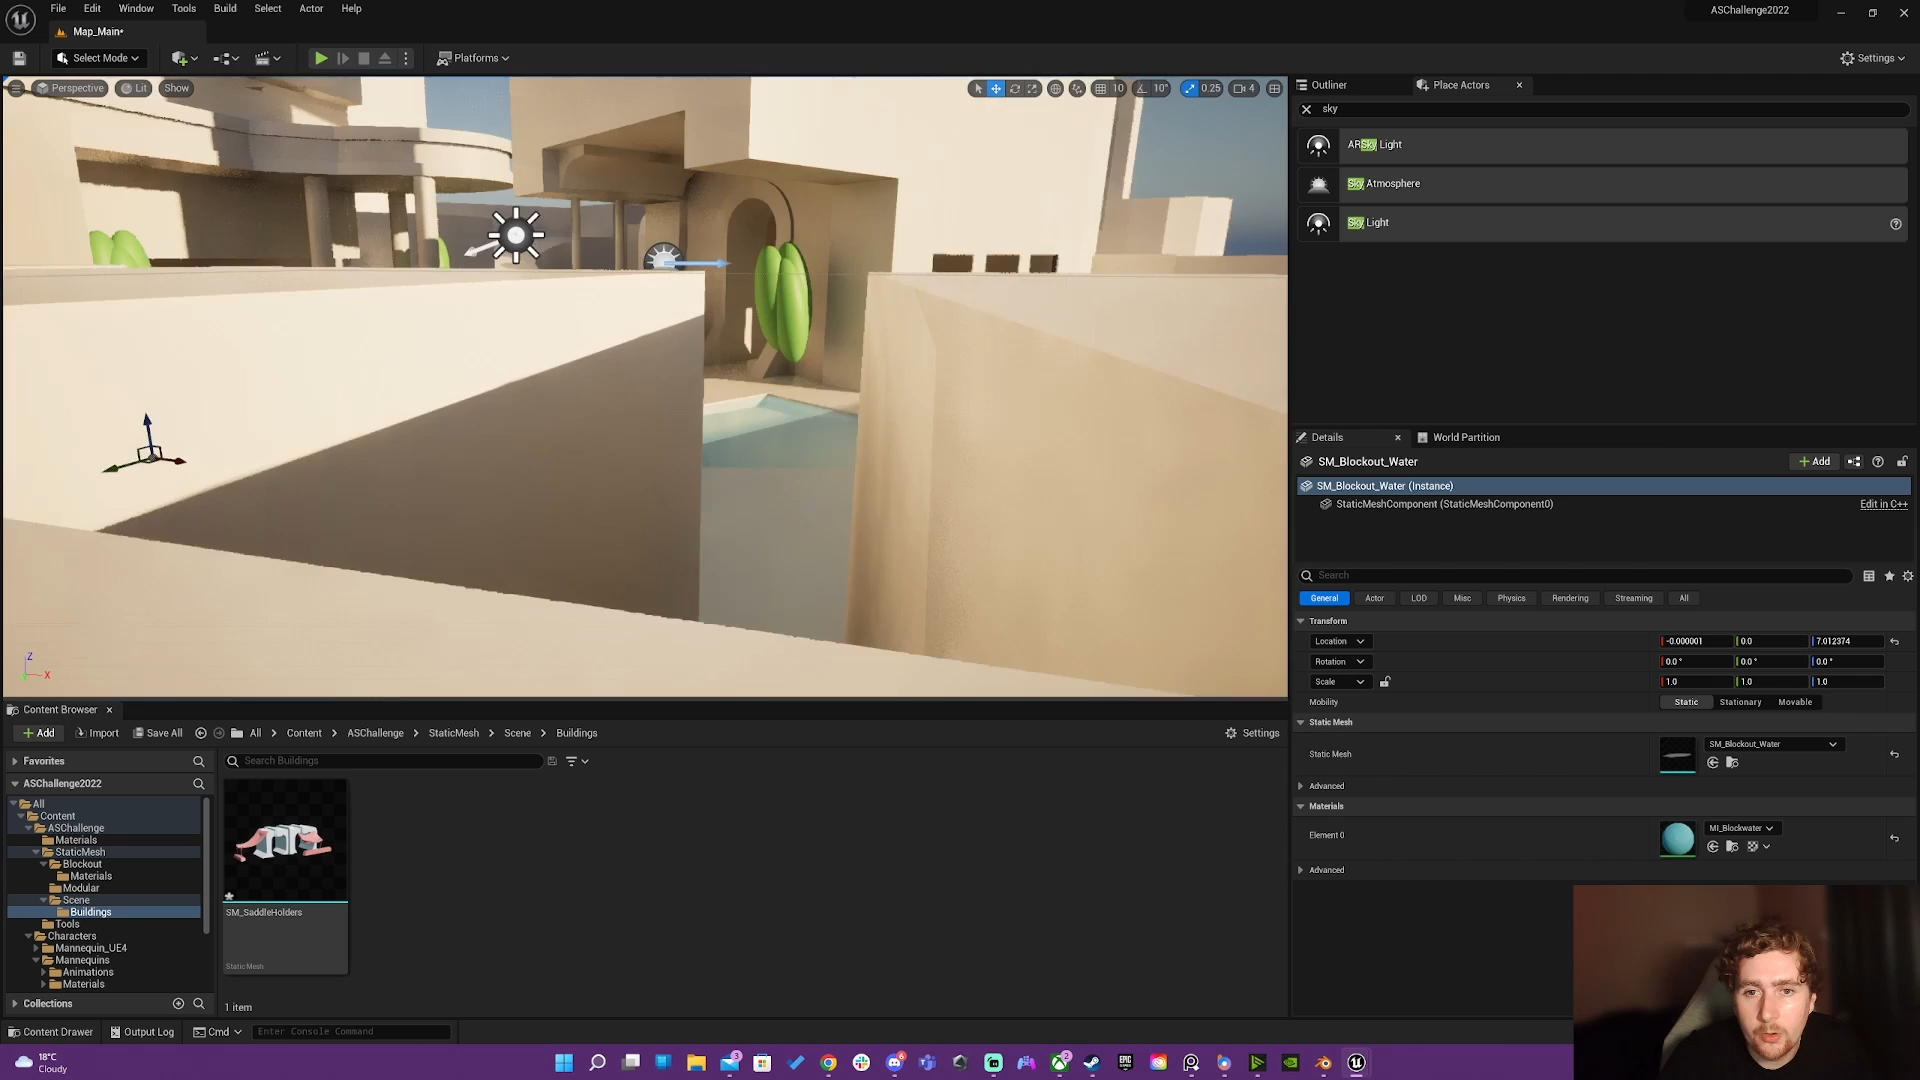 File Edit Window Tools Build Select Actor Help
ASChallenge2022
Map_Main*
Select Mode
Platforms
Settings
Perspective
Lit
Show
10
10°
0.25
4
Outliner
Place Actors
sky
ARSky Light
Sky Atmosphere
Sky Light
Details
World Partition
SM_Blockout_Water
Add
SM_Blockout_Water (Instance)
StaticMeshComponent (StaticMeshComponent0)
Edit in C++
Search
General Actor LOD Misc Physics Rendering Streaming All
Transform
Location
-0.000001 0.0 7.012374
Rotation
0.0° 0.0° 0.0°
Scale
1.0 1.0 1.0
Mobility
Static Stationary Movable
Static Mesh
Static Mesh
SM_Blockout_Water
Advanced
Materials
Element 0
MI_Blockwater
Advanced
Z
X
Content Browser
Add
Import
Save All
All > Content > ASChallenge > StaticMesh > Scene > Buildings
Settings
Favorites
Search Buildings
ASChallenge2022
All
Content
ASChallenge
Materials
StaticMesh
Blockout
Materials
Modular
Scene
Buildings
Tools
Characters
Mannequin_UE4
Mannequins
Animations
Materials
Collections
SM_SaddleHolders
Static Mesh
1 item
Content Drawer
Output Log
Cmd
Enter Console Command
18°C
Cloudy
3
6
2
EPIC